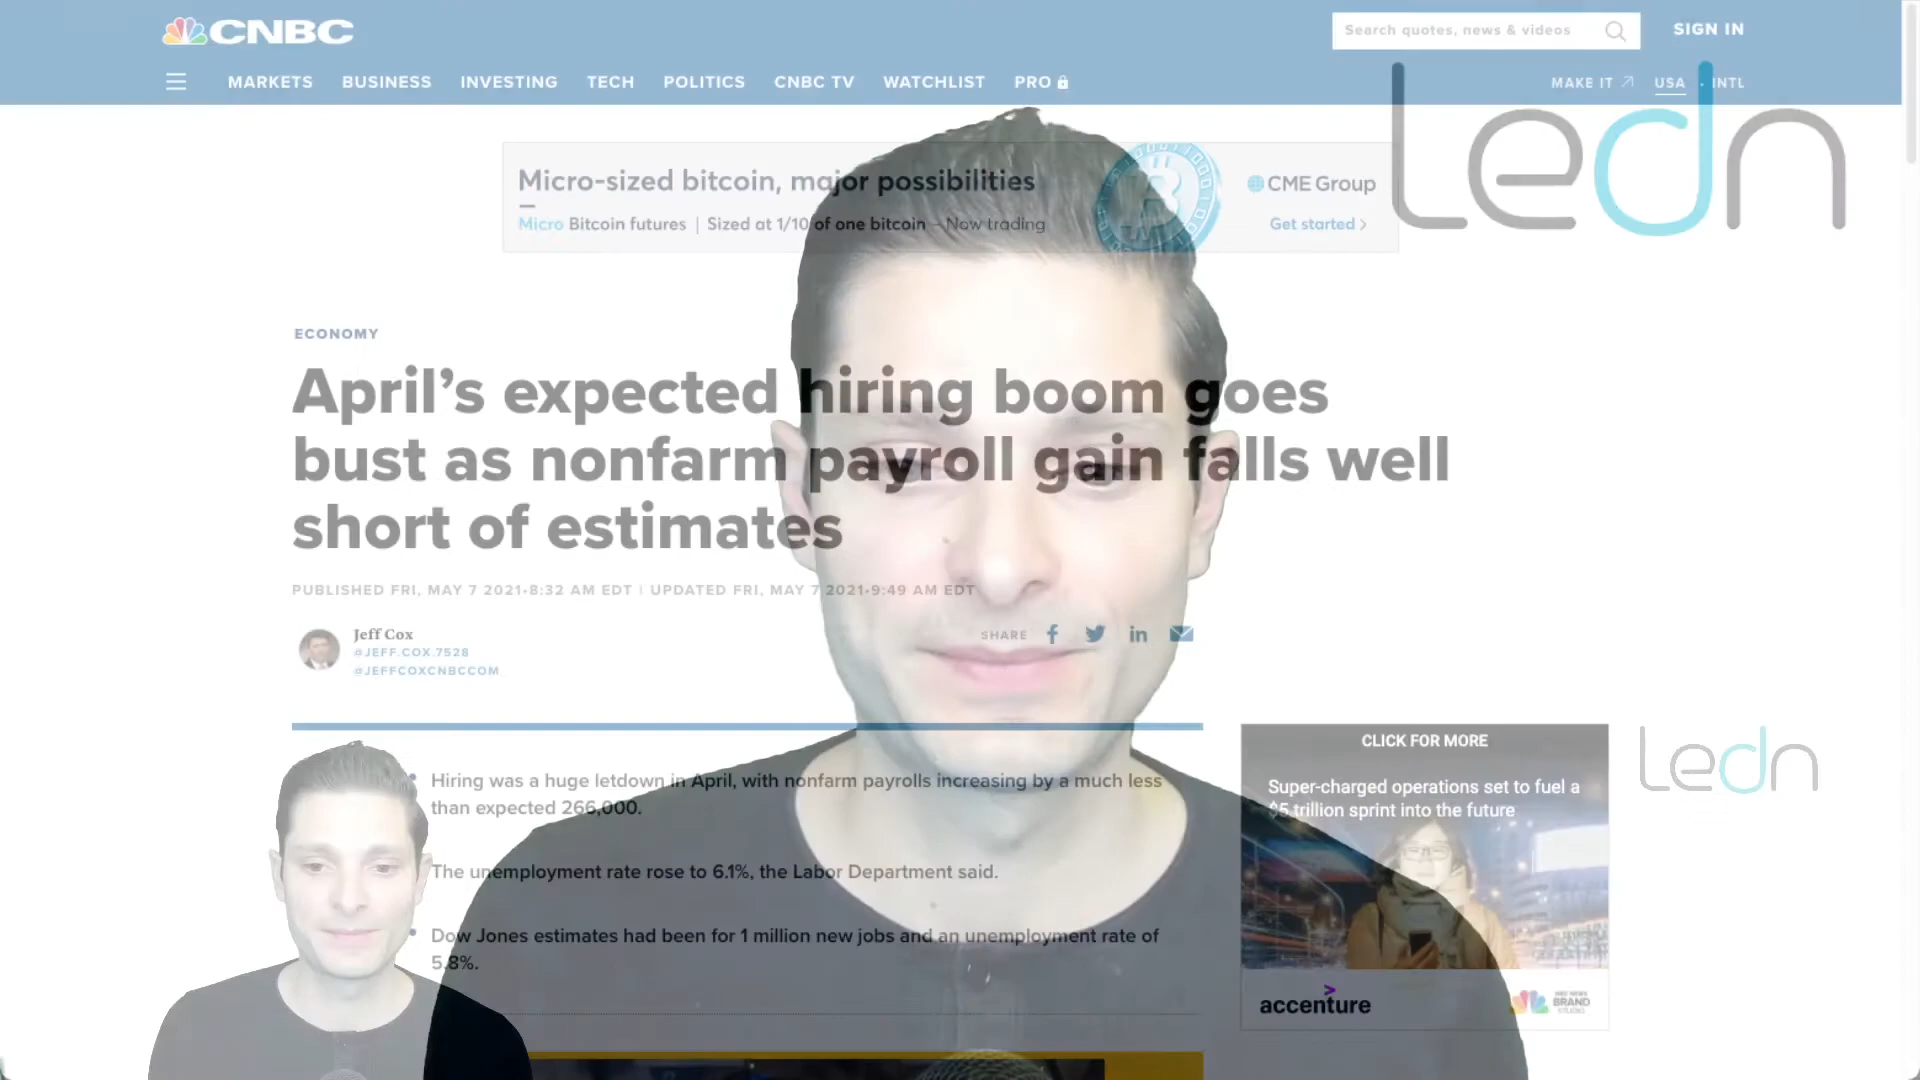 CNBC
Search quotes, news & videos
SIGN IN
MARKETS BUSINESS INVESTING TECH POLITICS CNBC TV WATCHLIST PRO
MAKE IT USA · INTL
ledn
Micro-sized bitcoin, major possibilities
CME Group
Micro Bitcoin futures | Sized at 1/10 of one bitcoin – Now trading
Get started >
ECONOMY
April’s expected hiring boom goes
bust as nonfarm payroll gain falls well
short of estimates
PUBLISHED FRI, MAY 7 2021•8:32 AM EDT | UPDATED FRI, MAY 7 2021•9:49 AM EDT
Jeff Cox
@JEFF.COX.7528
@JEFFCOXCNBCCOM
SHARE
• Hiring was a huge letdown in April, with nonfarm payrolls increasing by a much less
than expected 266,000.
The unemployment rate rose to 6.1%, the Labor Department said.
• Dow Jones estimates had been for 1 million new jobs and an unemployment rate of
5.8%.
CLICK FOR MORE
Super-charged operations set to fuel a
$5 trillion sprint into the future
ledn
accenture
NBC NEWS
BRAND
STUDIO